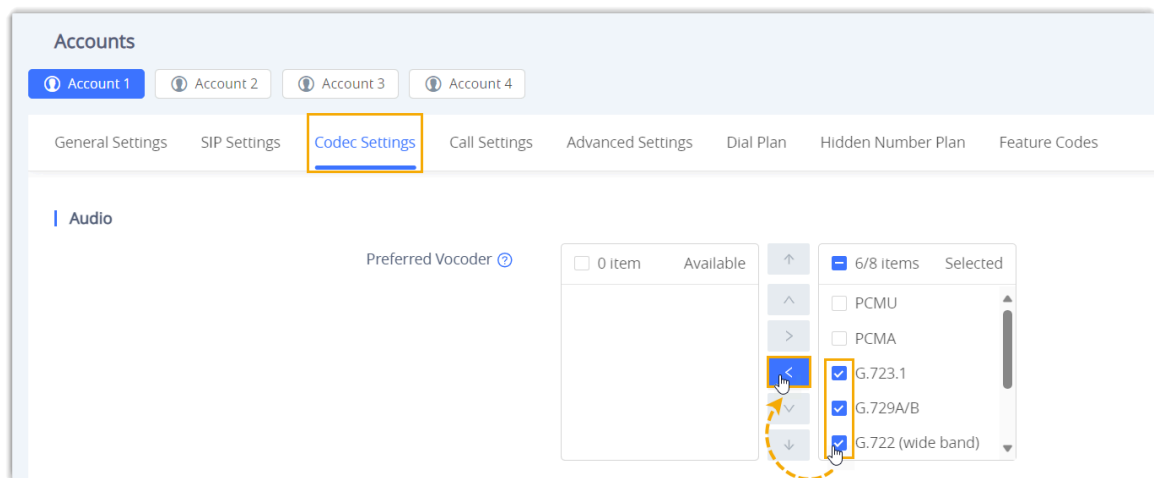 Accounts
Account 1 Account 2 Account 3 Account 4
General Settings SIP Settings Codec Settings Call Settings Advanced Settings Dial Plan Hidden Number Plan Feature Codes
Audio
Preferred Vocoder ? 0 item Available 6/8 items Selected
PCMU
PCMA
G.723.1
G.729A/B
G.722 (wide band)